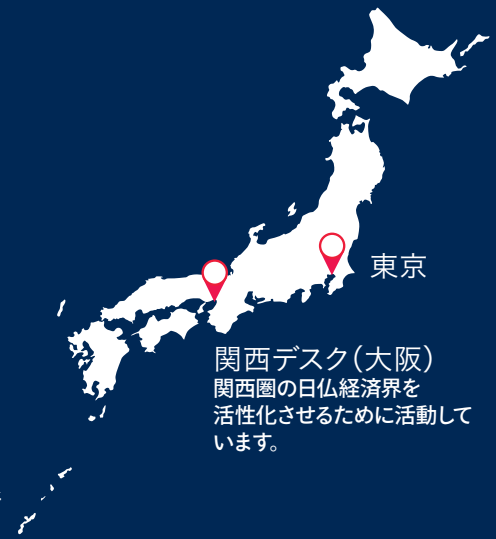 東京
関西デスク（大阪）
関西圏の日仏経済界を
活性化させるために活動して
います。